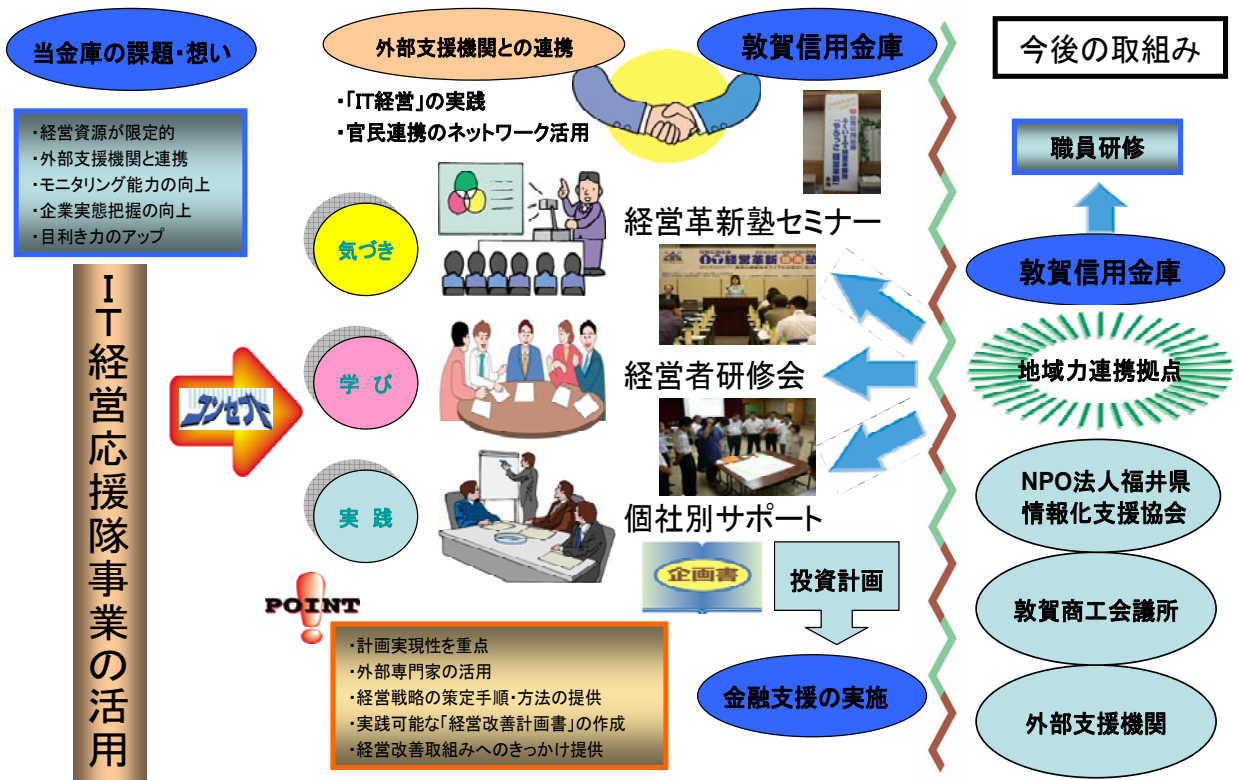 当金庫の課題・想い
・経営資源が限定的
・外部支援機関と連携
・モニタリング能力の向上
・企業実態把握の向上
・目利き力のアップ
IT経営応援隊事業の活用
コンセプト
外部支援機関との連携
・「IT経営」の実践
・官民連携のネットワーク活用
敦賀信用金庫
気づき
経営革新塾セミナー
学び
経営者研修会
実践
個社別サポート
企画書
投資計画
金融支援の実施
POINT
・計画実現性を重点
・外部専門家の活用
・経営戦略の策定手順・方法の提供
・実践可能な「経営改善計画書」の作成
・経営改善取組みへのきっかけ提供
今後の取組み
職員研修
敦賀信用金庫
地域力連携拠点
NPO法人福井県
情報化支援協会
敦賀商工会議所
外部支援機関